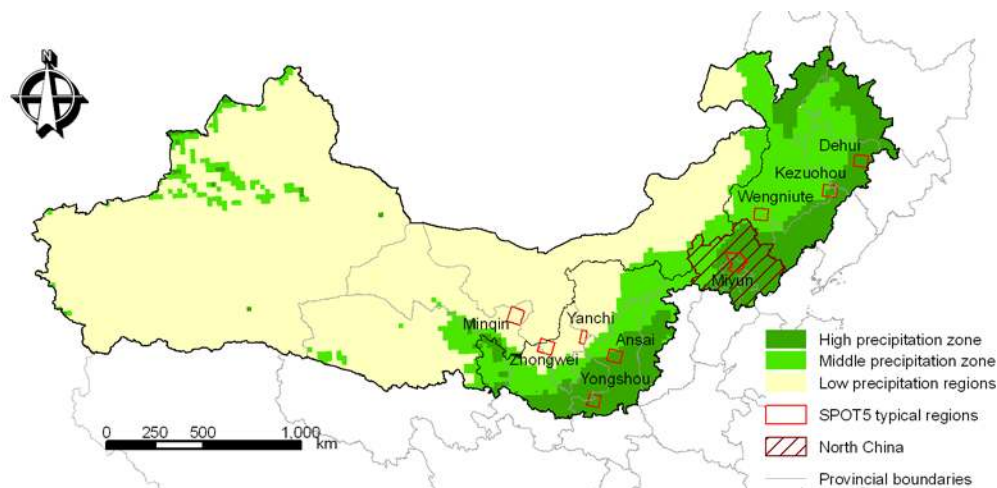 N
Dehui
Kezuohou
Wengniute
Miyun
Minqin
Yanchi
Ansai
Zhongwei
Yongshou
High precipitation zone
Middle precipitation zone
Low precipitation regions
SPOT5 typical regions
North China
Provincial boundaries
0 250 500 1,000
km